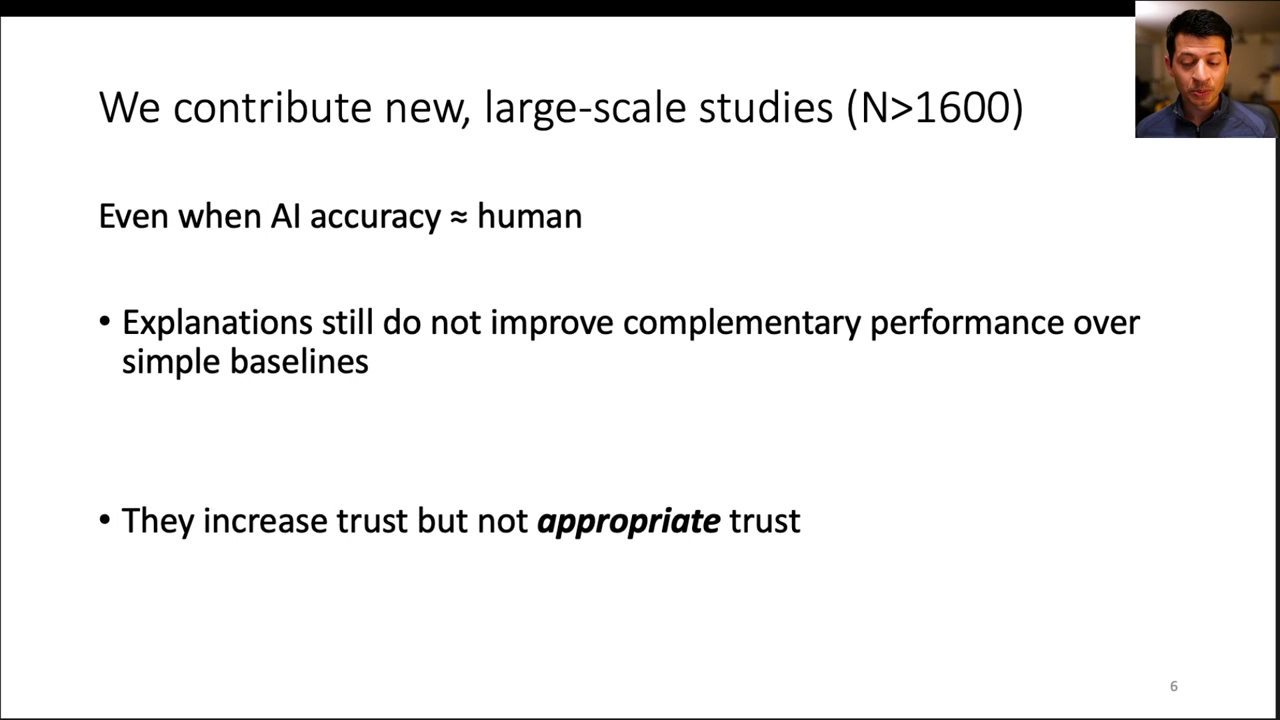 We contribute new, large-scale studies (N>1600)
Even when AI accuracy ≈ human
• Explanations still do not improve complementary performance over
simple baselines
• They increase trust but not appropriate trust
6